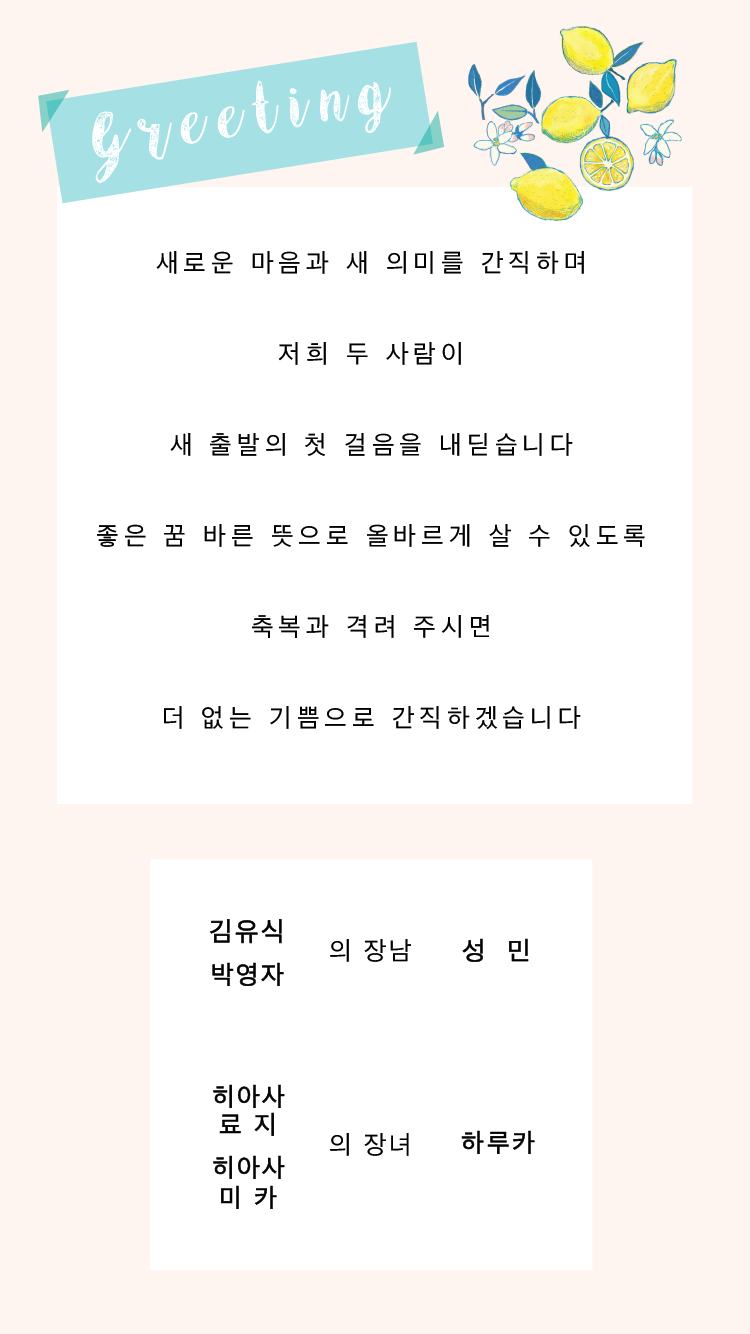 Greeting
새로운 마음과 새 의미를 간직하며
저희 두 사람이
새 출발의 첫 걸음을 내딛습니다
좋은 꿈 바른 뜻으로 올바르게 살 수 있도록
축복과 격려 주시면
더 없는 기쁨으로 간직하겠습니다
김유식
박영자
의 장남
성 민
히아사
료 지
히아사
미 카
의 장녀
하루카